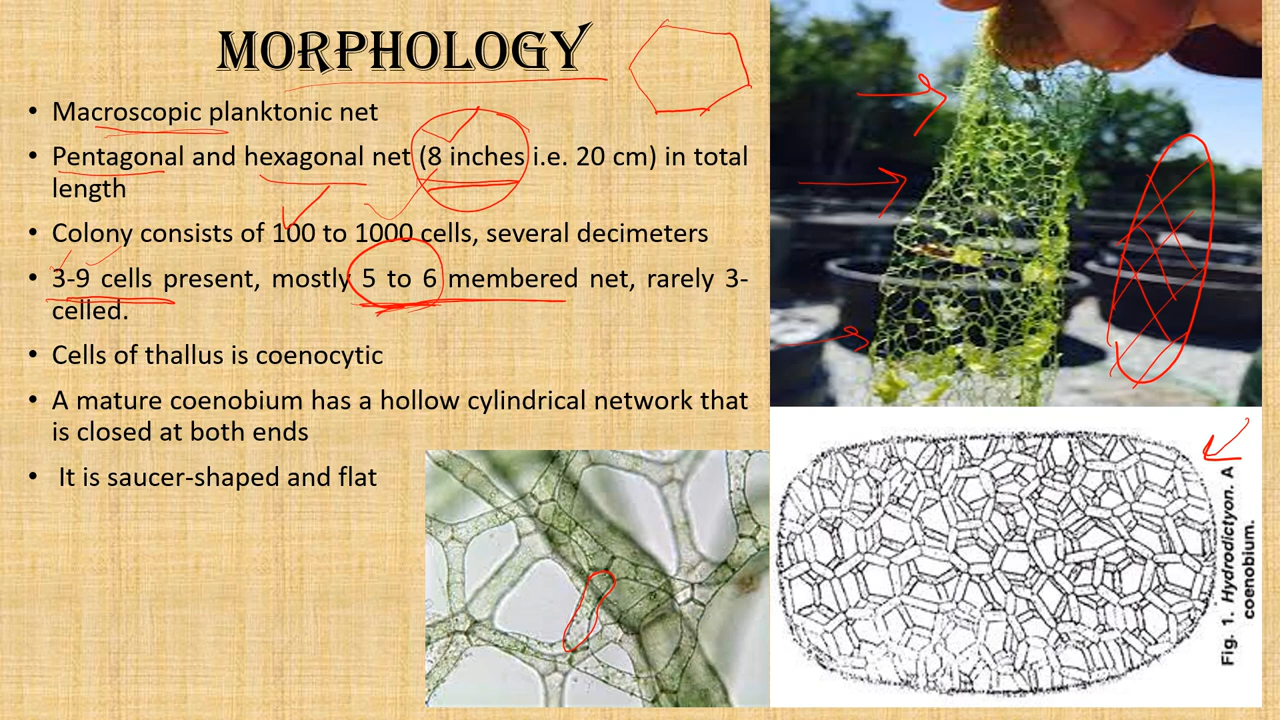 MORPHOLOGY
• Macroscopic planktonic net
• Pentagonal and hexagonal net (8 inches i.e. 20 cm) in total
length
• Colony consists of 100 to 1000 cells, several decimeters
• 3-9 cells present, mostly 5 to 6 membered net, rarely 3-
celled.
• Cells of thallus is coenocytic
• A mature coenobium has a hollow cylindrical network that
is closed at both ends
• It is saucer-shaped and flat
Fig. 1. Hydrodictyon. A
coenobium.